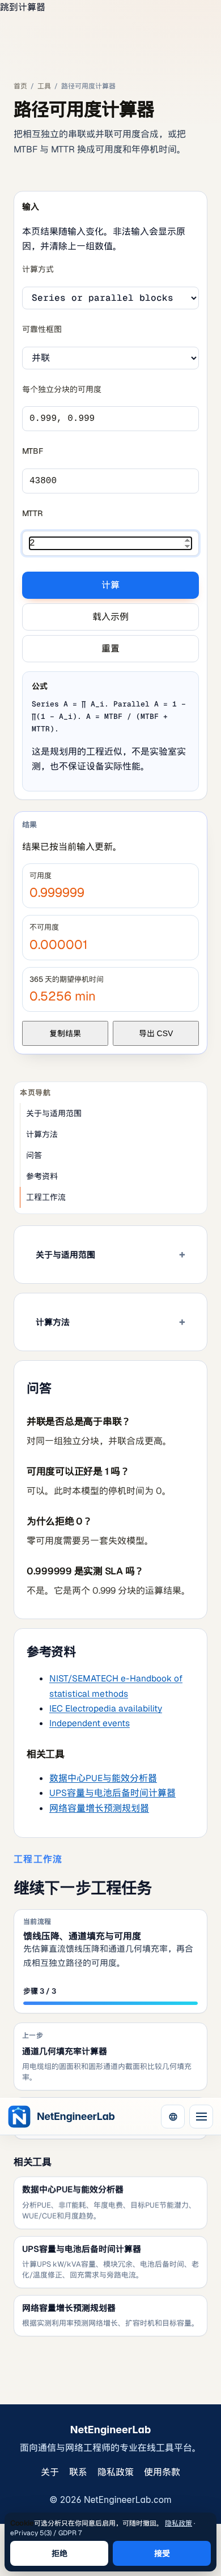 跳到计算器
首页 / 工具 / 路径可用度计算器
路径可用度计算器
把相互独立的串联或并联可用度合成，或把
MTBF 与 MTTR 换成可用度和年停机时间。
输入
本页结果随输入变化。非法输入会显示原
因，并清除上一组数值。
计算方式
Series or parallel blocks
可靠性框图
并联
每个独立分块的可用度
0.999, 0.999
MTBF
43800
MTTR
2
计算
载入示例
重置
公式
Series A = ∏ A_i. Parallel A = 1 −
∏(1 − A_i). A = MTBF / (MTBF +
MTTR).
这是规划用的工程近似，不是实验室实
测，也不保证设备实际性能。
结果
结果已按当前输入更新。
可用度
0.999999
不可用度
0.000001
365 天的期望停机时间
0.5256 min
复制结果
导出 CSV
本页导航
关于与适用范围
计算方法
问答
参考资料
工程工作流
关于与适用范围 +
计算方法 +
问答
并联是否总是高于串联？
对同一组独立分块，并联合成更高。
可用度可以正好是 1 吗？
可以。此时本模型的停机时间为 0。
为什么拒绝 0？
零可用度需要另一套失效模型。
0.999999 是实测 SLA 吗？
不是。它是两个 0.999 分块的运算结果。
参考资料
NIST/SEMATECH e-Handbook of
statistical methods
IEC Electropedia availability
Independent events
相关工具
数据中心PUE与能效分析器
UPS容量与电池后备时间计算器
网络容量增长预测规划器
工程工作流
继续下一步工程任务
当前流程
馈线压降、通道填充与可用度
先估算直流馈线压降和通道几何填充率，再合
成相互独立路径的可用度。
步骤 3 / 3
上一步
通道几何填充率计算器
用电缆组的圆面积和圆形通道内截面积比较几何填充
率。
NetEngineerLab
相关工具
数据中心PUE与能效分析器
分析PUE、非IT能耗、年度电费、目标PUE节能潜力、
WUE/CUE和月度趋势。
UPS容量与电池后备时间计算器
计算UPS kW/kVA容量、模块冗余、电池后备时间、老
化/温度修正、回充需求与旁路电流。
网络容量增长预测规划器
根据实测利用率预测网络增长、扩容时机和目标容量。
NetEngineerLab
面向通信与网络工程师的专业在线工具平台。
关于 联系 隐私政策 使用条款
© 2026 NetEngineerLab.com
可选分析只在你同意后启用，可随时撤回。 隐私政策 ·
ePrivacy 5(3) / GDPR 7
拒绝
接受